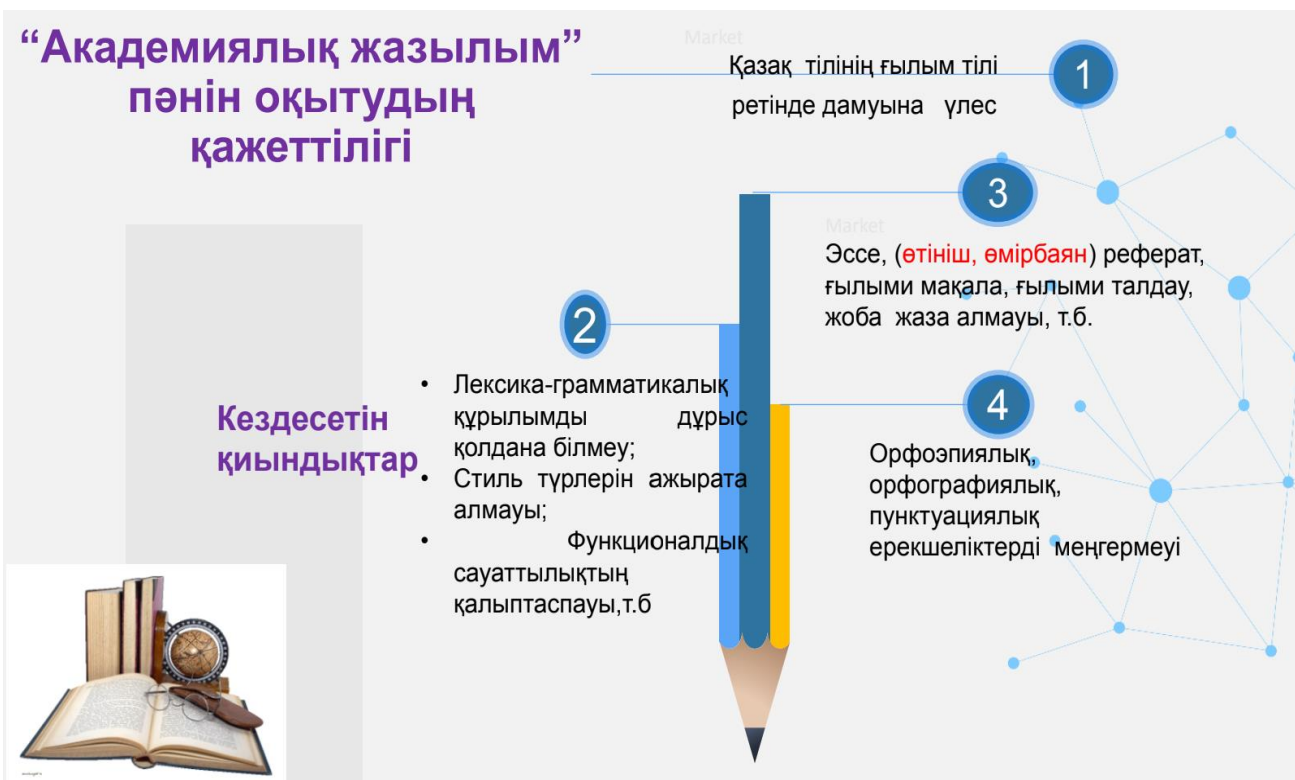 “Академиялық жазылым”
пәнін оқытудың
қажеттілігі
Market
Қазақ тілінің ғылым тілі
ретінде дамуына үлес
1
3
Market
Эссе, (өтініш, өмірбаян) реферат,
ғылыми мақала, ғылыми талдау,
жоба жаза алмауы, т.б.
2
Кездесетін
қиындықтар
• Лексика-грамматикалық
құрылымды дұрыс
қолдана білмеу;
• Стиль түрлерін ажырата
алмауы;
• Функционалдық
сауаттылықтың
қалыптаспауы,т.б
4
Орфоэпиялық,
орфографиялық,
пунктуациялық
ерекшеліктерді меңгермеуі